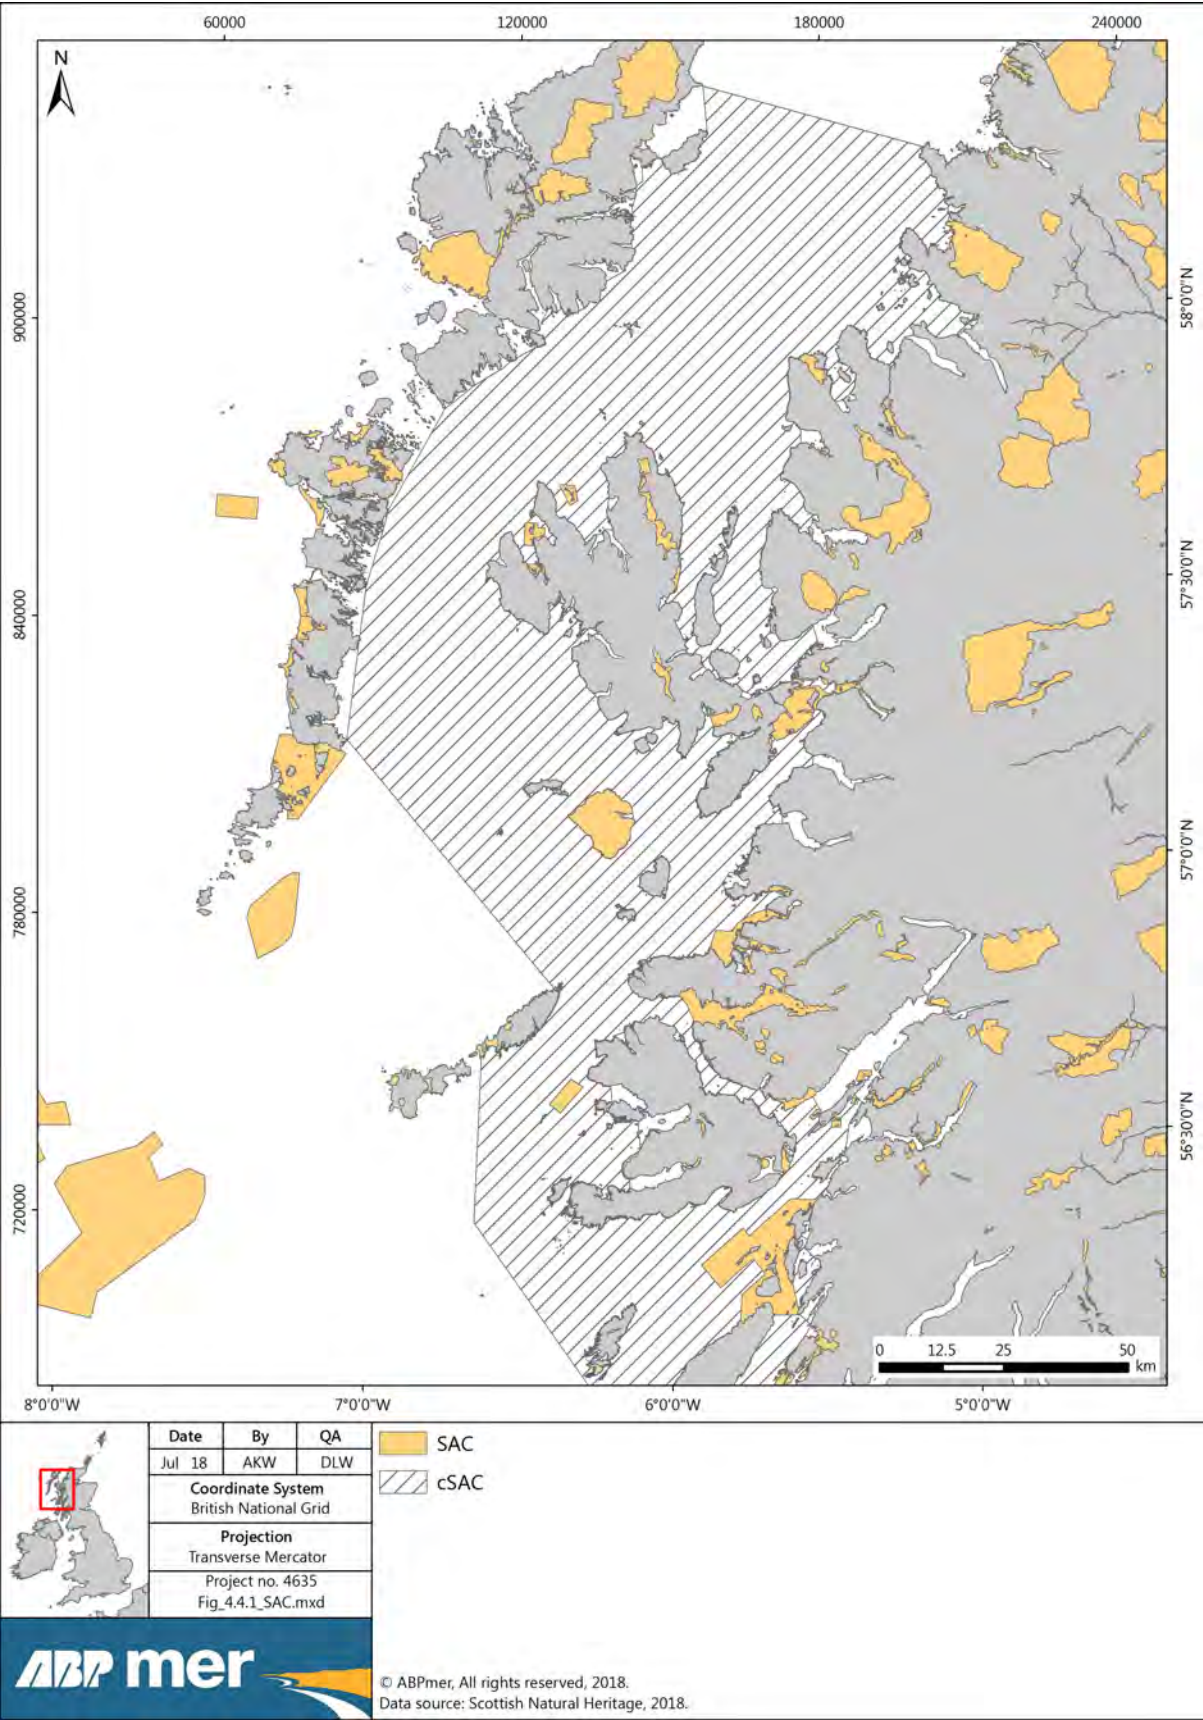 60000 120000 180000 240000
N
900000
840000
780000
720000
58°0'0"N
57°30'0"N
57°0'0"N
56°30'0"N
0 12.5 25 50
km
8°0'0"W 7°0'0"W 6°0'0"W 5°0'0"W
Date By QA
Jul 18 AKW DLW
Coordinate System
British National Grid
Projection
Transverse Mercator
Project no. 4635
Fig_4.4.1_SAC.mxd
SAC
cSAC
ABP mer
© ABPmer, All rights reserved, 2018.
Data source: Scottish Natural Heritage, 2018.